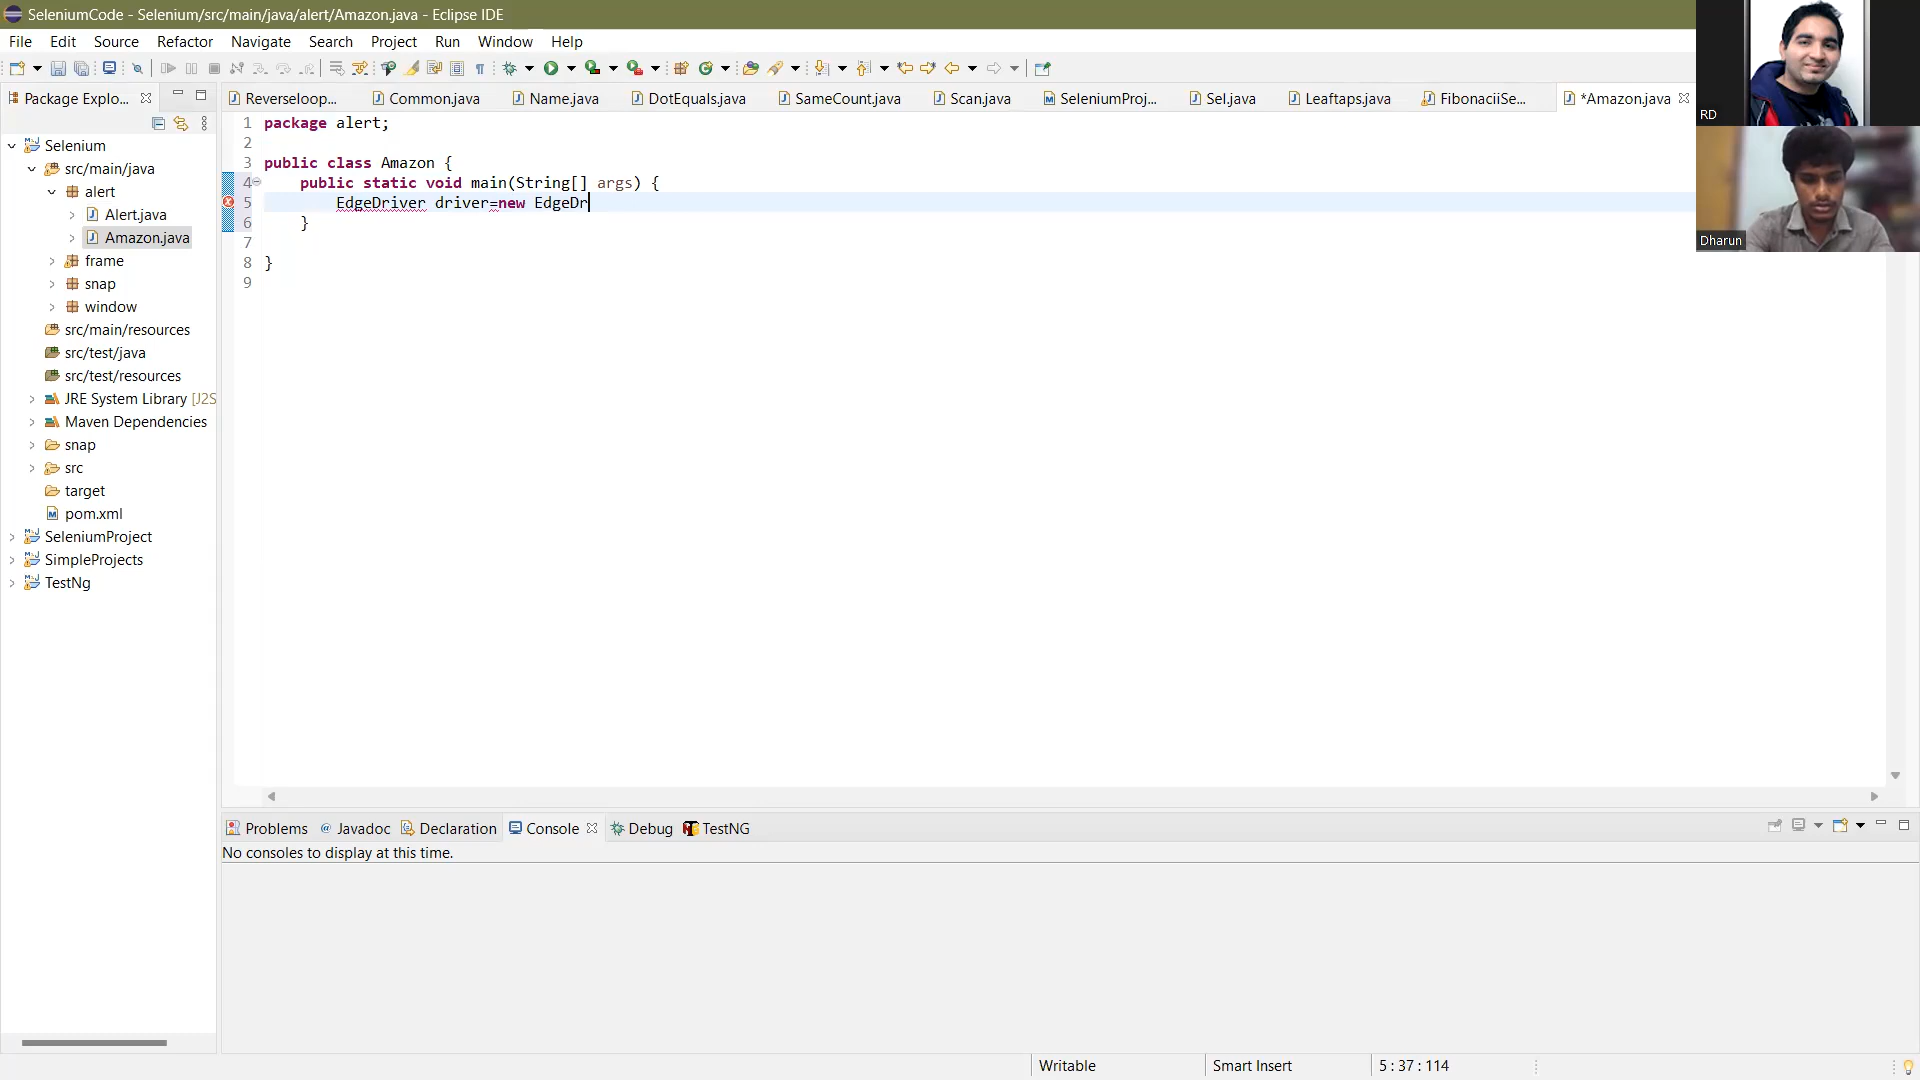 SeleniumCode - Selenium/src/main/java/alert/Amazon.java - Eclipse IDE
File Edit Source Refactor Navigate Search Project Run Window Help
Package Explo...
Reverseloop... Common.java Name.java DotEquals.java SameCount.java Scan.java SeleniumProj... Sel.java Leaftaps.java FibonaciiSe... *Amazon.java
RD
Dharun
Selenium
src/main/java
alert
Alert.java
Amazon.java
frame
snap
window
src/main/resources
src/test/java
src/test/resources
JRE System Library [J2S
Maven Dependencies
snap
src
target
pom.xml
SeleniumProject
SimpleProjects
TestNg
1 package alert;
2
3 public class Amazon {
4 public static void main(String[] args) {
5 EdgeDriver driver=new EdgeDr
6 }
7
8 }
9
Problems Javadoc Declaration Console Debug TestNG
No consoles to display at this time.
Writable Smart Insert 5 : 37 : 114